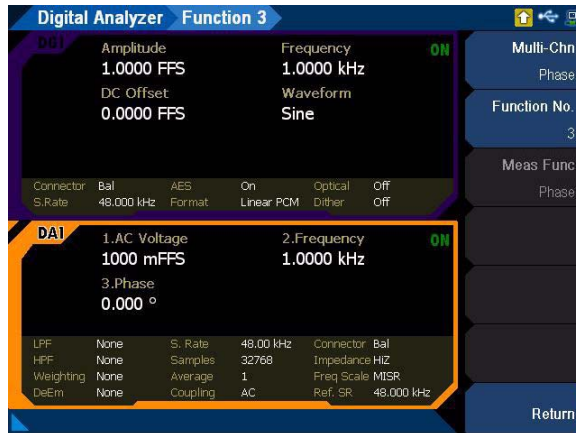 Digital Analyzer Function 3
DG1
Amplitude Frequency ON
1.0000 FFS 1.0000 kHz
DC Offset Waveform
0.0000 FFS Sine
Connector Bal AES On Optical Off
S.Rate 48.000 kHz Format Linear PCM Dither Off
DA1
1.AC Voltage 2.Frequency ON
1000 mFFS 1.0000 kHz
3.Phase
0.000 °
LPF None S. Rate 48.00 kHz Connector Bal
HPF None Samples 32768 Impedance HiZ
Weighting None Average 1 Freq Scale MISR
DeEm None Coupling AC Ref. SR 48.000 kHz
Multi-Chn
Phase
Function No.
3
Meas Func
Phase
Return